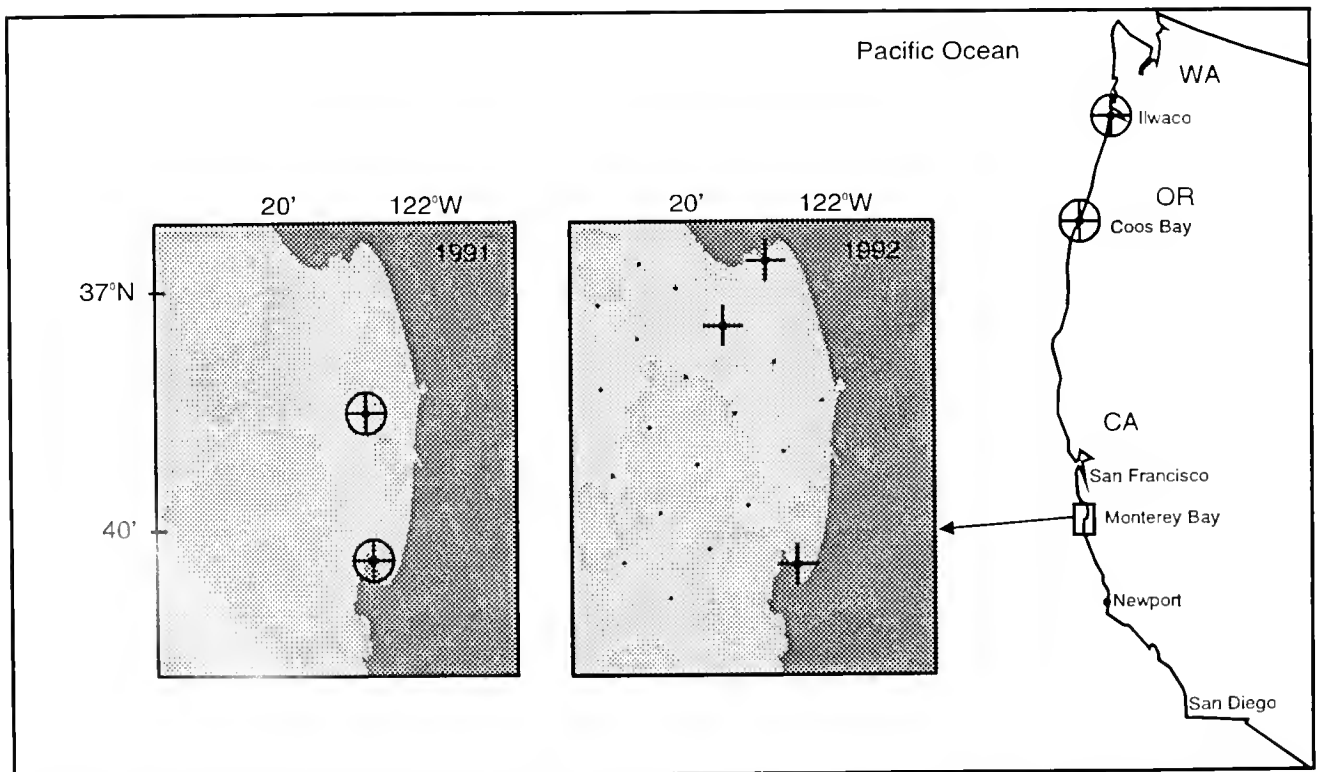 Pacific Ocean
WA
Ilwaco
OR
Coos Bay
CA
San Francisco
Monterey Bay
Newport
San Diego
20' 122°W
1991
37°N
40'
20' 122°W
1992